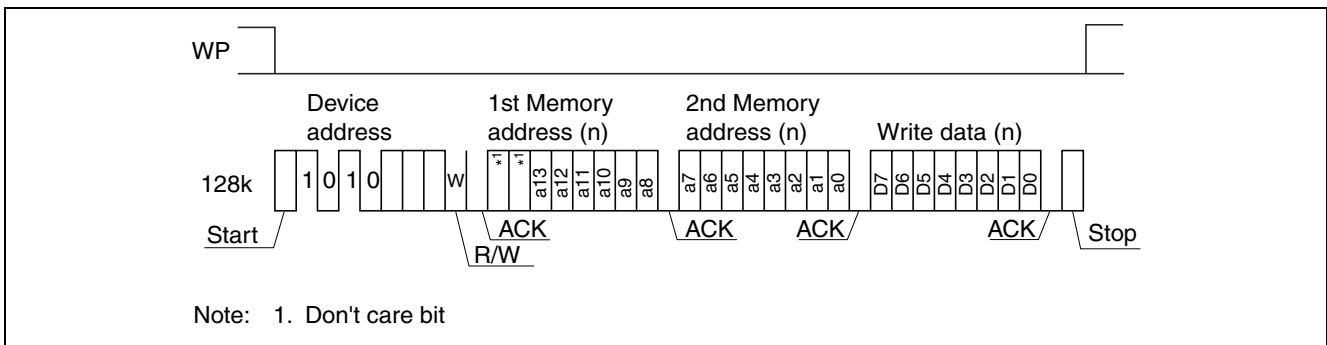 WP
Device address
1st Memory address (n)
2nd Memory address (n)
Write data (n)
128k
1 0 1 0 W *1 *1 a13 a12 a11 a10 a9 a8 a7 a6 a5 a4 a3 a2 a1 a0 D7 D6 D5 D4 D3 D2 D1 D0
Start
R/W
ACK
ACK
ACK
ACK
Stop
Note: 1. Don't care bit